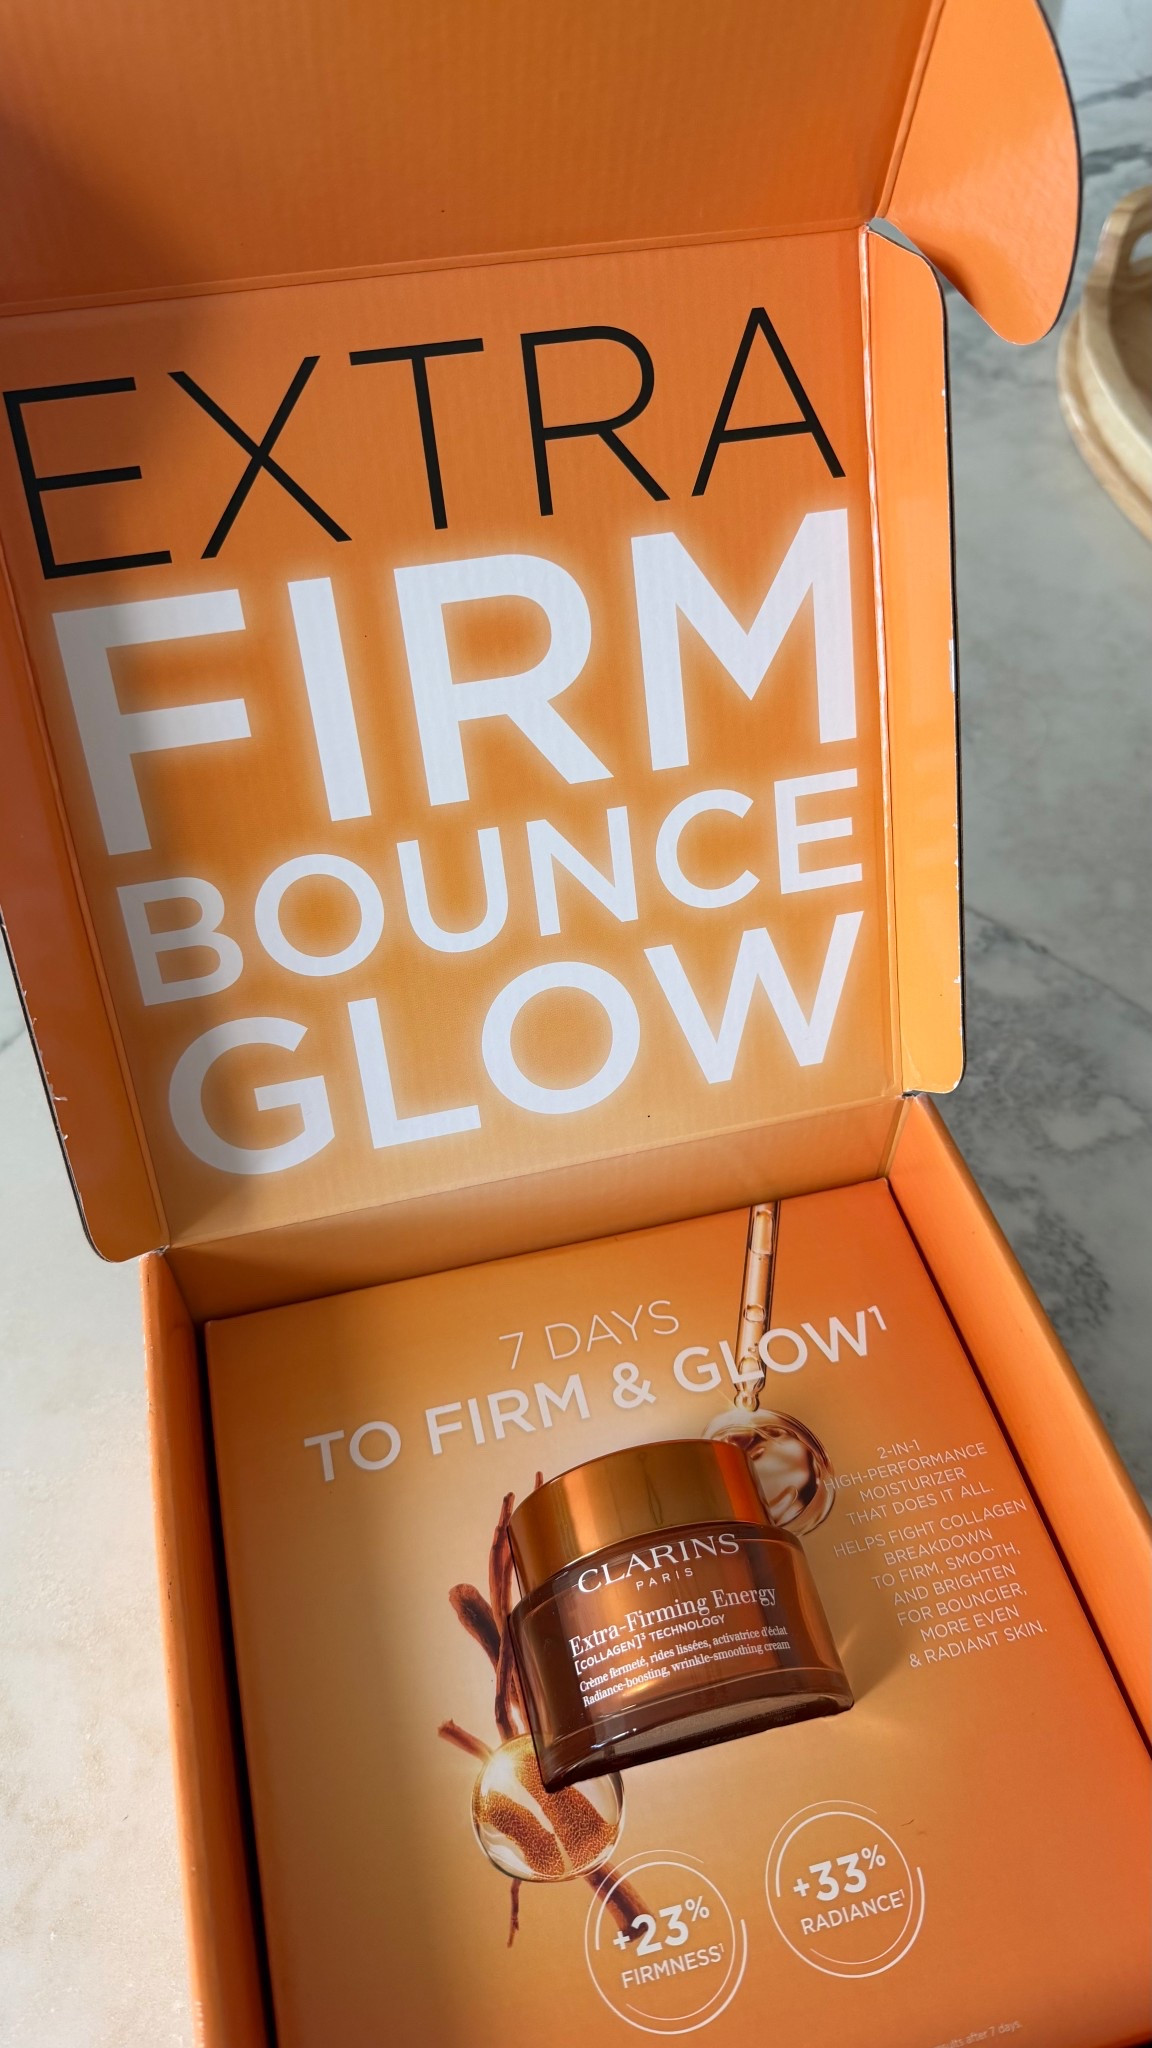 EXTRA
FIRM
BOUNCE
GLOW
7 DAYS
TO FIRM & GLOW¹
2-IN-1
HIGH-PERFORMANCE
MOISTURIZER
THAT DOES IT ALL.
HELPS FIGHT COLLAGEN
BREAKDOWN
TO FIRM, SMOOTH,
AND BRIGHTEN
FOR BOUNCIER,
MORE EVEN
& RADIANT SKIN.
CLARINS
PARIS
Extra-Firming Energy
[COLLAGEN]³ TECHNOLOGY
Crème fermeté, rides lissées, activatrice d'éclat
Radiance-boosting, wrinkle-smoothing cream
+23%
FIRMNESS¹
+33%
RADIANCE¹
after 7 days.